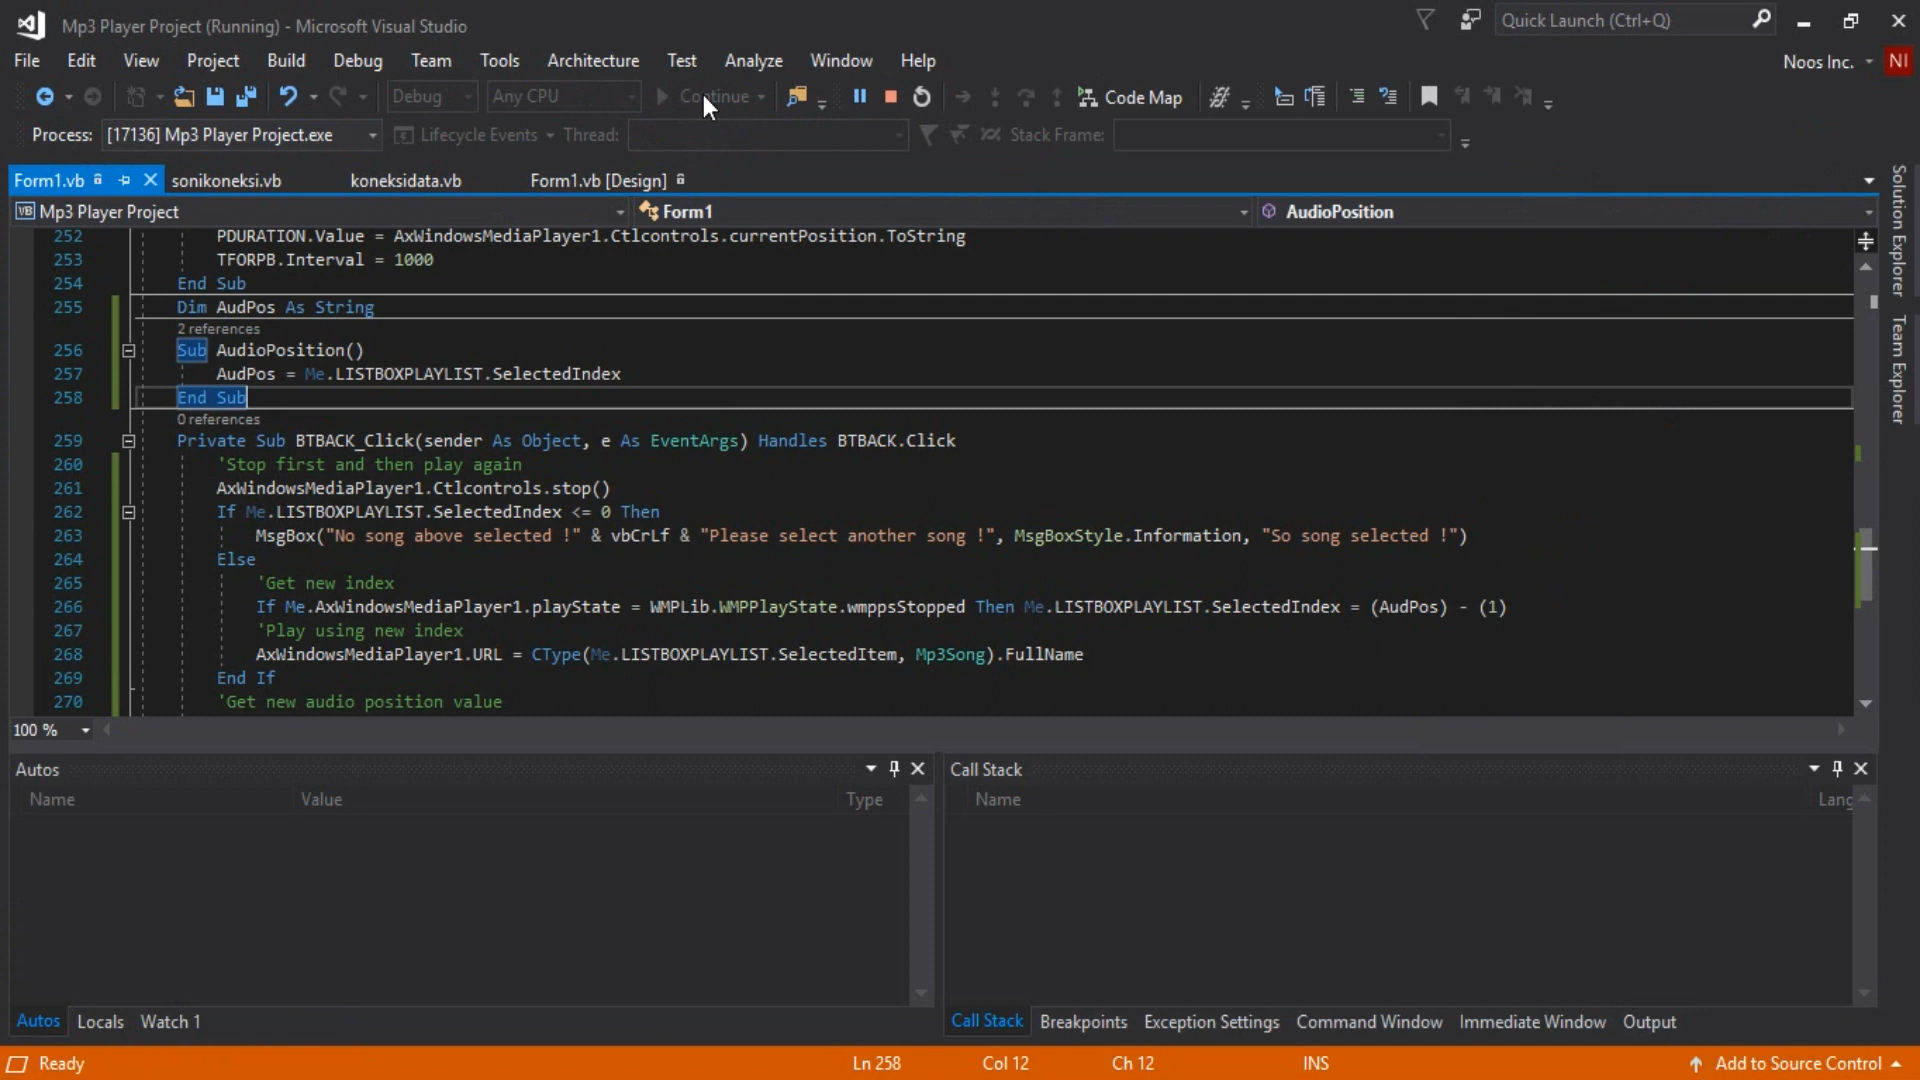 Mp3 Player Project (Running) - Microsoft Visual Studio
Quick Launch (Ctrl+Q)
File Edit View Project Build Debug Team Tools Architecture Test Analyze Window Help
Noos Inc. NI
Debug Any CPU Continue Code Map
Process: [17136] Mp3 Player Project.exe Lifecycle Events Thread: Stack Frame:
Form1.vb sonikoneksi.vb koneksidata.vb Form1.vb [Design]
VB Mp3 Player Project Form1 AudioPosition
252 PDURATION.Value = AxWindowsMediaPlayer1.Ctlcontrols.currentPosition.ToString
253 TFORPB.Interval = 1000
254 End Sub
255 Dim AudPos As String
2 references
256 Sub AudioPosition()
257 AudPos = Me.LISTBOXPLAYLIST.SelectedIndex
258 End Sub
0 references
259 Private Sub BTBACK_Click(sender As Object, e As EventArgs) Handles BTBACK.Click
260 'Stop first and then play again
261 AxWindowsMediaPlayer1.Ctlcontrols.stop()
262 If Me.LISTBOXPLAYLIST.SelectedIndex <= 0 Then
263 MsgBox("No song above selected !" & vbCrLf & "Please select another song !", MsgBoxStyle.Information, "So song selected !")
264 Else
265 'Get new index
266 If Me.AxWindowsMediaPlayer1.playState = WMPLib.WMPPlayState.wmppsStopped Then Me.LISTBOXPLAYLIST.SelectedIndex = (AudPos) - (1)
267 'Play using new index
268 AxWindowsMediaPlayer1.URL = CType(Me.LISTBOXPLAYLIST.SelectedItem, Mp3Song).FullName
269 End If
270 'Get new audio position value
100 %
Solution Explorer
Team Explorer
Autos
Name Value Type
Call Stack
Name Lang
Autos Locals Watch 1
Call Stack Breakpoints Exception Settings Command Window Immediate Window Output
Ready Ln 258 Col 12 Ch 12 INS Add to Source Control